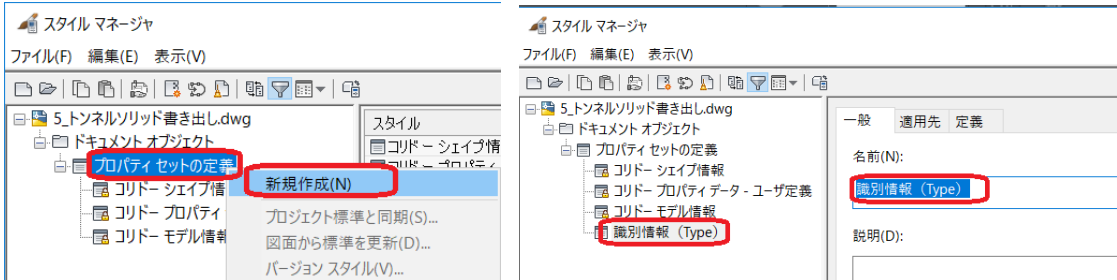 スタイル マネージャ
ファイル(F) 編集(E) 表示(V)
5_トンネルソリッド書き出し.dwg
ドキュメント オブジェクト
プロパティ セットの定義
コリドー シェイプ情
コリドー プロパティ
コリドー モデル情報
スタイル
コリドー シェイプ情
コリドー プロパティ
新規作成(N)
プロジェクト標準と同期(S)...
図面から標準を更新(D)...
バージョン スタイル(V)...
スタイル マネージャ
ファイル(F) 編集(E) 表示(V)
5_トンネルソリッド書き出し.dwg
ドキュメント オブジェクト
プロパティ セットの定義
コリドー シェイプ情報
コリドー プロパティ データ - ユーザ定義
コリドー モデル情報
識別情報（Type）
一般 適用先 定義
名前(N):
識別情報（Type）
説明(D):